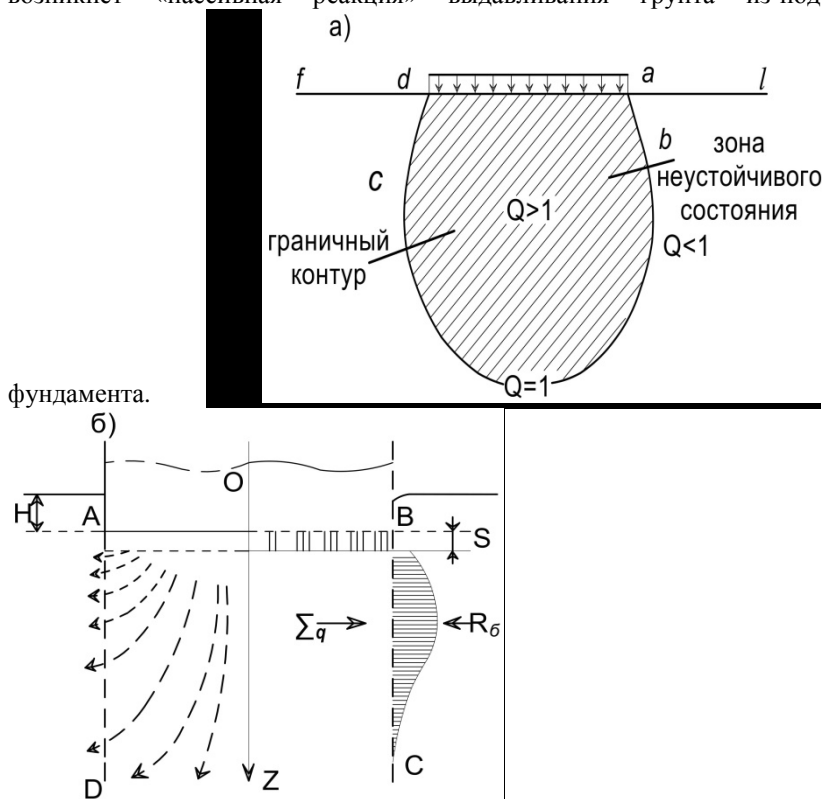 возникнет «пассивная реакция» выдавливания грунта из-под
а)
f d a l
b зона
неустойчивого
c состояния
Q>1 Q<1
граничный
контур
Q=1
фундамента.
б)
O
H A B S
∑q Rб
D Z C